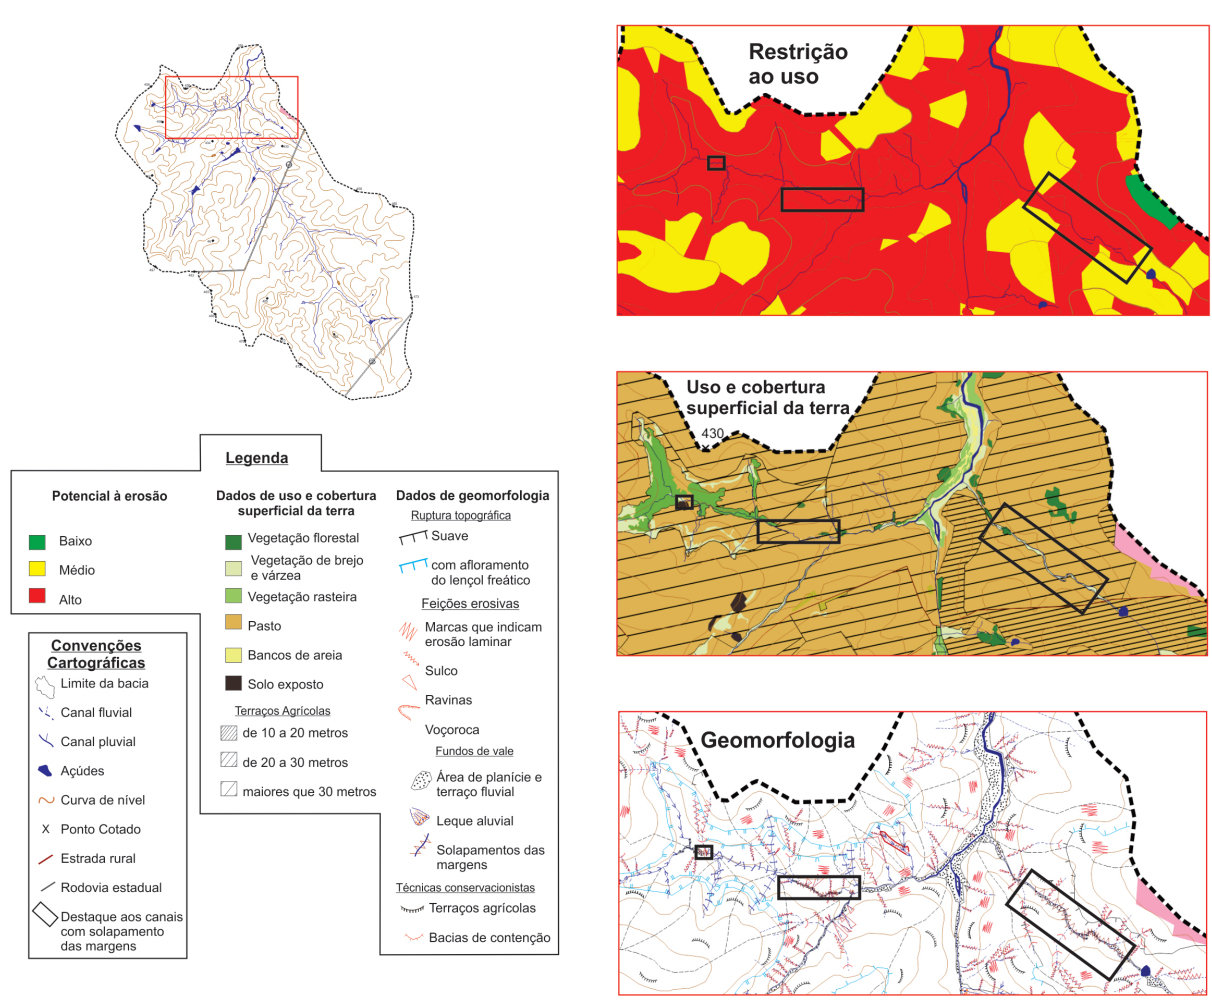 Restrição
ao uso
Uso e cobertura
superficial da terra
430
Geomorfologia
Legenda
Potencial à erosão
Baixo
Médio
Alto
Dados de uso e cobertura
superficial da terra
Vegetação florestal
Vegetação de brejo
e várzea
Vegetação rasteira
Pasto
Bancos de areia
Solo exposto
Terraços Agrícolas
de 10 a 20 metros
de 20 a 30 metros
maiores que 30 metros
Dados de geomorfologia
Ruptura topográfica
Suave
com afloramento
do lençol freático
Feições erosivas
Marcas que indicam
erosão laminar
Sulco
Ravinas
Voçoroca
Fundos de vale
Área de planície e
terraço fluvial
Leque aluvial
Solapamentos das
margens
Técnicas conservacionistas
Terraços agrícolas
Bacias de contenção
Convenções
Cartográficas
Limite da bacia
Canal fluvial
Canal pluvial
Açúdes
Curva de nível
X Ponto Cotado
Estrada rural
Rodovia estadual
Destaque aos canais
com solapamento
das margens